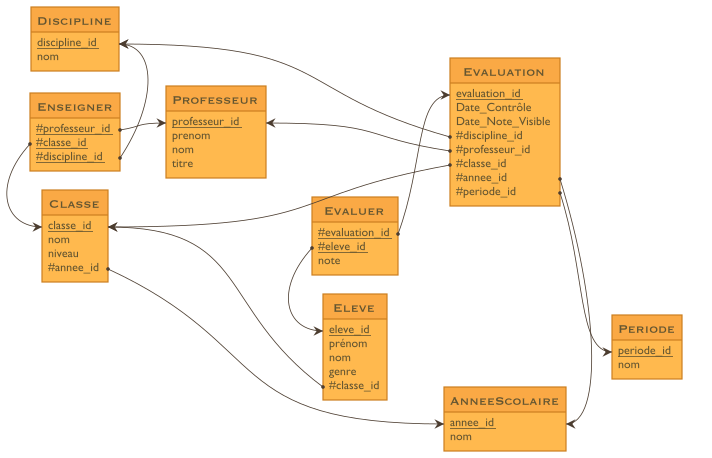 Discipline
discipline_id
nom
Enseigner
#professeur_id
#classe_id
#discipline_id
Professeur
professeur_id
prenom
nom
titre
Classe
classe_id
nom
niveau
#annee_id
Evaluer
#evaluation_id
#eleve_id
note
Eleve
eleve_id
prénom
nom
genre
#classe_id
Evaluation
evaluation_id
Date_Contrôle
Date_Note_Visible
#discipline_id
#professeur_id
#classe_id
#annee_id
#periode_id
Periode
periode_id
nom
AnneeScolaire
annee_id
nom